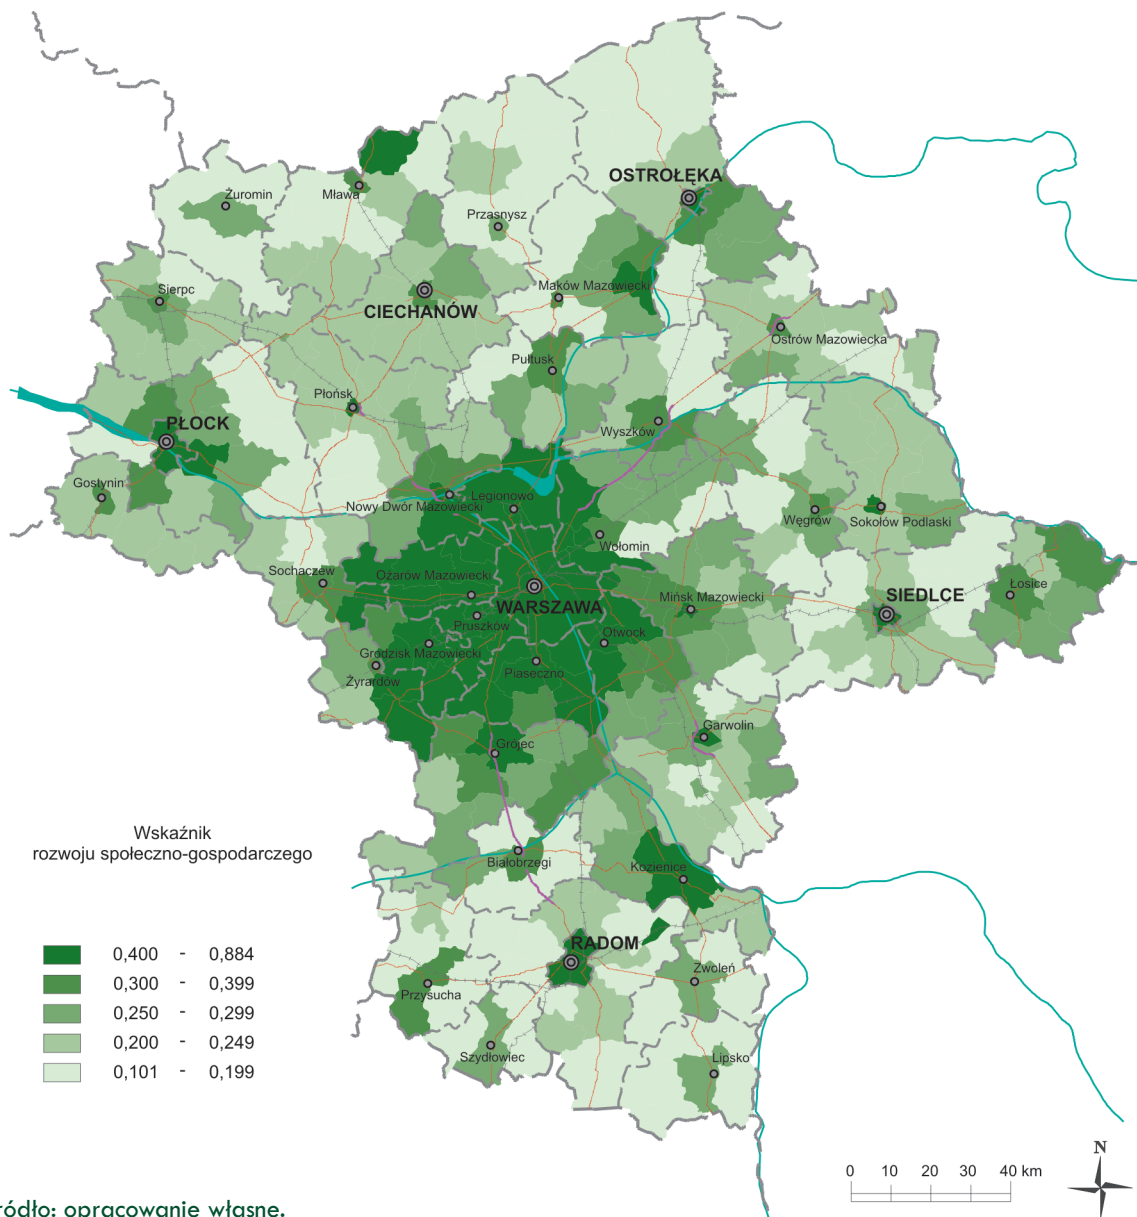 OSTROŁĘKA
Żuromin
Mława
Przasnysz
Sierpc
CIECHANÓW
Maków Mazowiecki
Ostrów Mazowiecka
Pułtusk
Płońsk
PŁOCK
Wyszków
Gostynin
Nowy Dwór Mazowiecki
Legionowo
Węgrów
Sokołów Podlaski
Wołomin
Sochaczew
Ożarów Mazowiecki
WARSZAWA
Mińsk Mazowiecki
SIEDLCE
Łosice
Pruszków
Otwock
Grodzisk Mazowiecki
Żyrardów
Piaseczno
Garwolin
Grójec
Wskaźnik
rozwoju społeczno-gospodarczego
Białobrzegi
Kozienice
0,400 - 0,884
0,300 - 0,399
0,250 - 0,299
0,200 - 0,249
0,101 - 0,199
RADOM
Zwoleń
Przysucha
Szydłowiec
Lipsko
N
0 10 20 30 40 km
ródło: opracowanie własne.